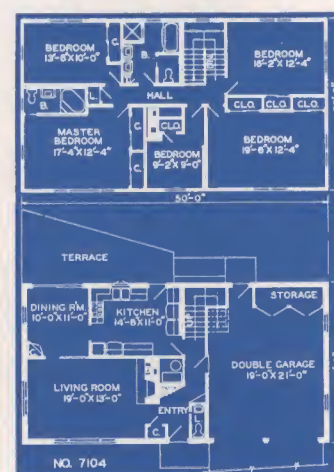 BEDROOM
13'-8"X10'-0"
C.
B.
BEDROOM
16'-2"X12'-4"
HALL
B.
L.
CLO.
CLO.
CLO.
CLO.
MASTER
BEDROOM
17'-4"X12'-4"
C.
C.
BEDROOM
9'-2"X9'-0"
BEDROOM
19'-6"X12'-4"
50'-0"
TERRACE
DINING R'M.
10'-0"X11'-0"
KITCHEN
14'-8"X11'-0"
UP
STORAGE
DOUBLE GARAGE
19'-0"X21'-0"
LIVING ROOM
19'-0"X13'-0"
ENTRY
C.
L.
NO. 7104